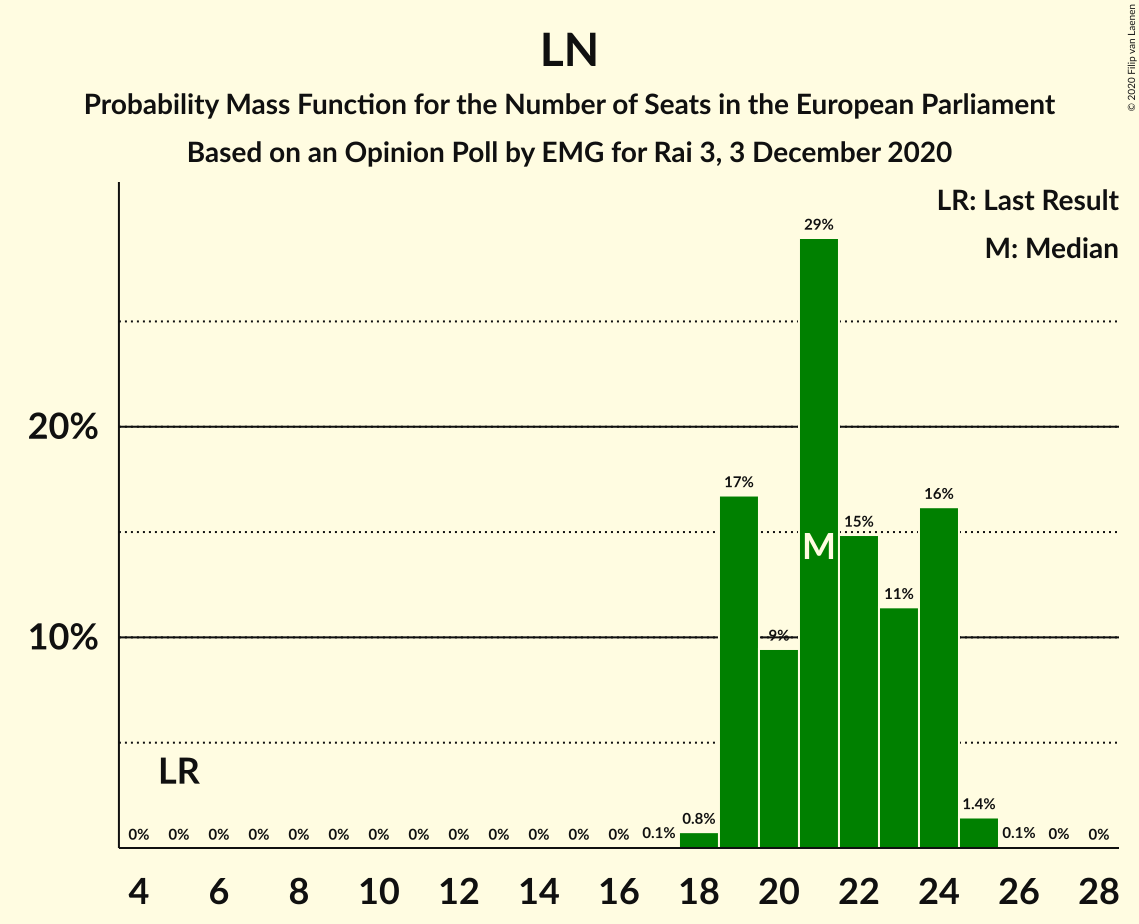 © 2020 Filip van Laenen
LN
Probability Mass Function for the Number of Seats in the European Parliament
Based on an Opinion Poll by EMG for Rai 3, 3 December 2020
LR: Last Result
M: Median
29%
20%
17%
16%
15%
M
11%
10%
9%
LR
0% 0% 0% 0% 0% 0% 0% 0% 0% 0% 0% 0% 0% 0.1% 0.8% 1.4% 0.1% 0% 0%
4 6 8 10 12 14 16 18 20 22 24 26 28